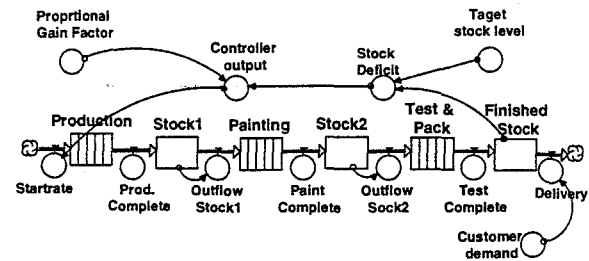 Proprtional
Gain Factor
Controller
output
Stock
Deficit
Taget
stock level
Production
Stock1
Painting
Stock2
Test &
Pack
Finished
Stock
Startrate
Prod.
Complete
Outflow
Stock1
Paint
Complete
Outflow
Sock2
Test
Complete
Delivery
Customer
demand